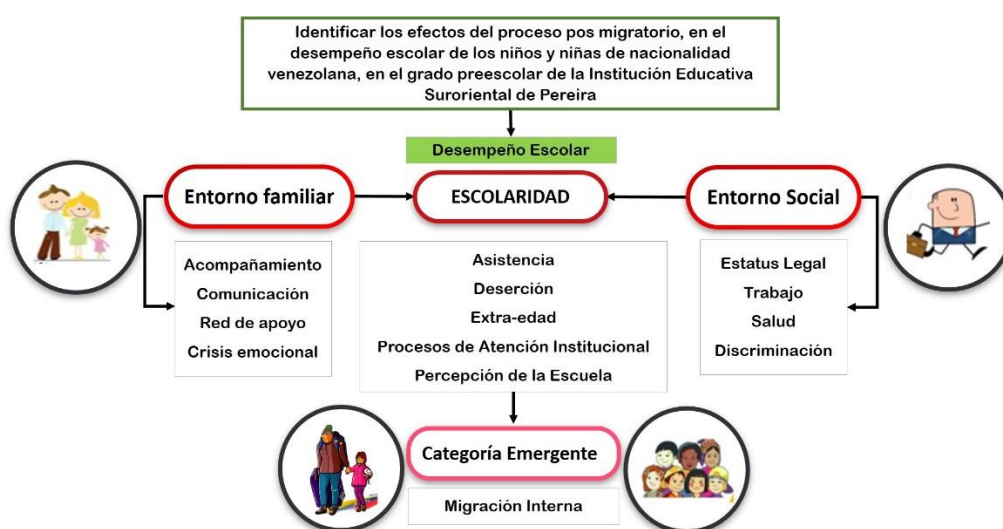 Identificar los efectos del proceso pos migratorio, en el
desempeño escolar de los niños y niñas de nacionalidad
venezolana, en el grado preescolar de la Institución Educativa
Suroriental de Pereira
Desempeño Escolar
Entorno familiar
ESCOLARIDAD
Entorno Social
Acompañamiento
Comunicación
Red de apoyo
Crisis emocional
Asistencia
Deserción
Extra-edad
Procesos de Atención Institucional
Percepción de la Escuela
Estatus Legal
Trabajo
Salud
Discriminación
Categoría Emergente
Migración Interna